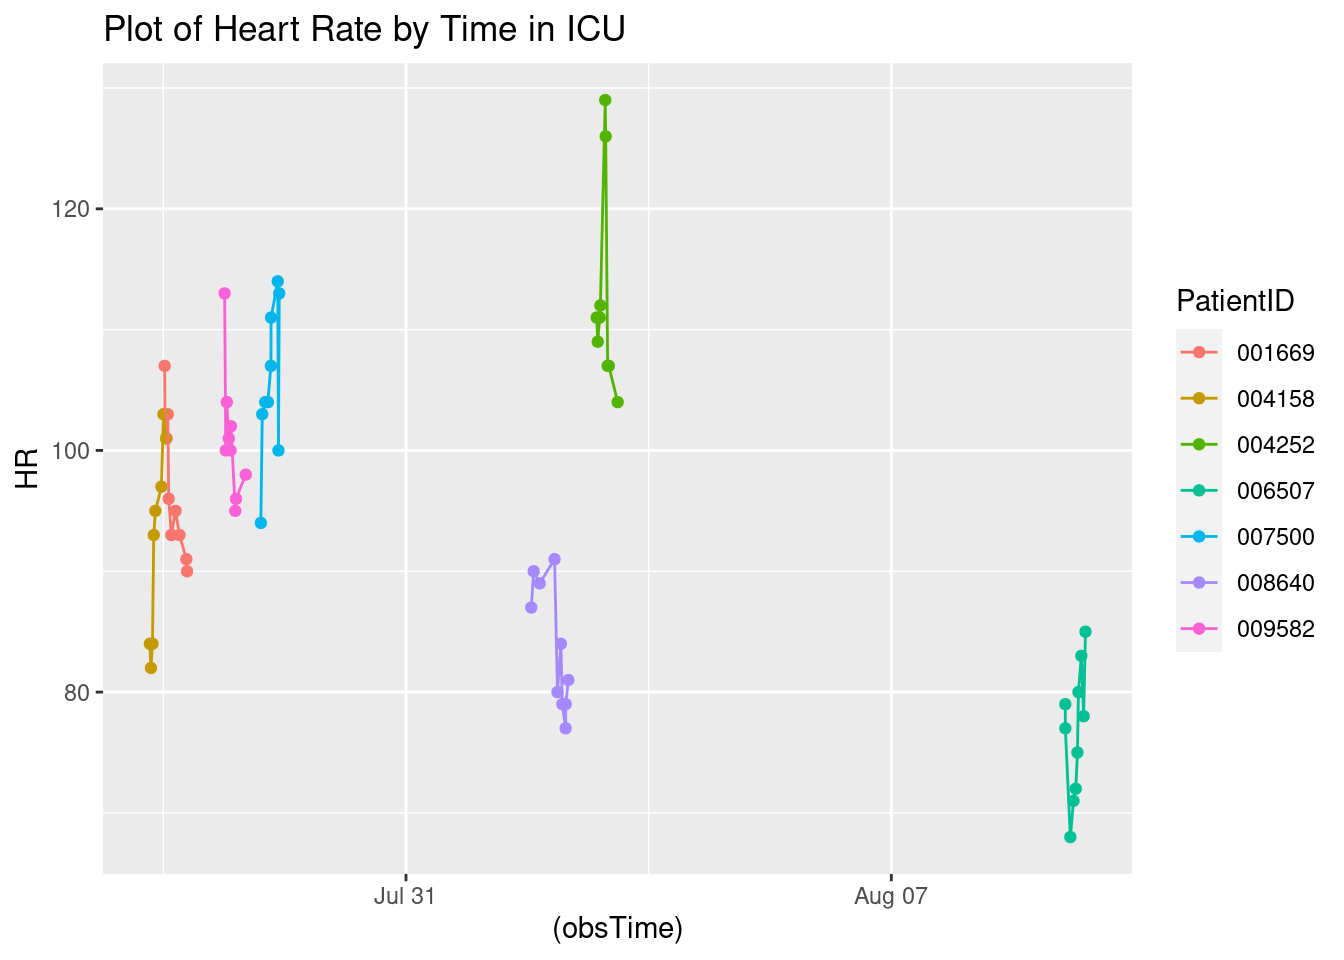 Plot of Heart Rate by Time in ICU
HR
120
100
80
Jul 31
Aug 07
(obsTime)
PatientID
001669
004158
004252
006507
007500
008640
009582